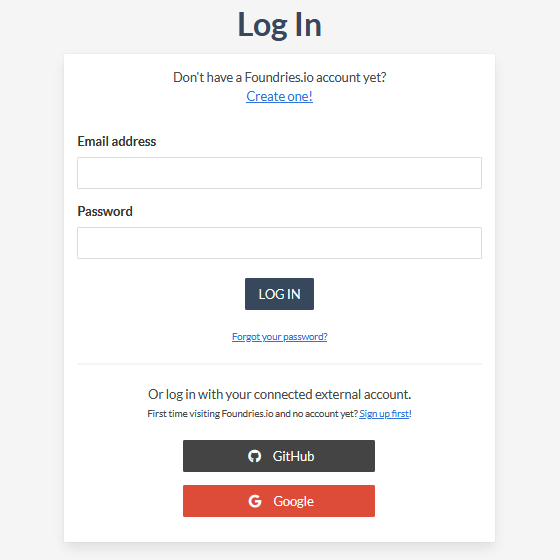 Log In
Don't have a Foundries.io account yet?
Create one!
Email address
Password
LOG IN
Forgot your password?
Or log in with your connected external account.
First time visiting Foundries.io and no account yet? Sign up first!
GitHub
Google